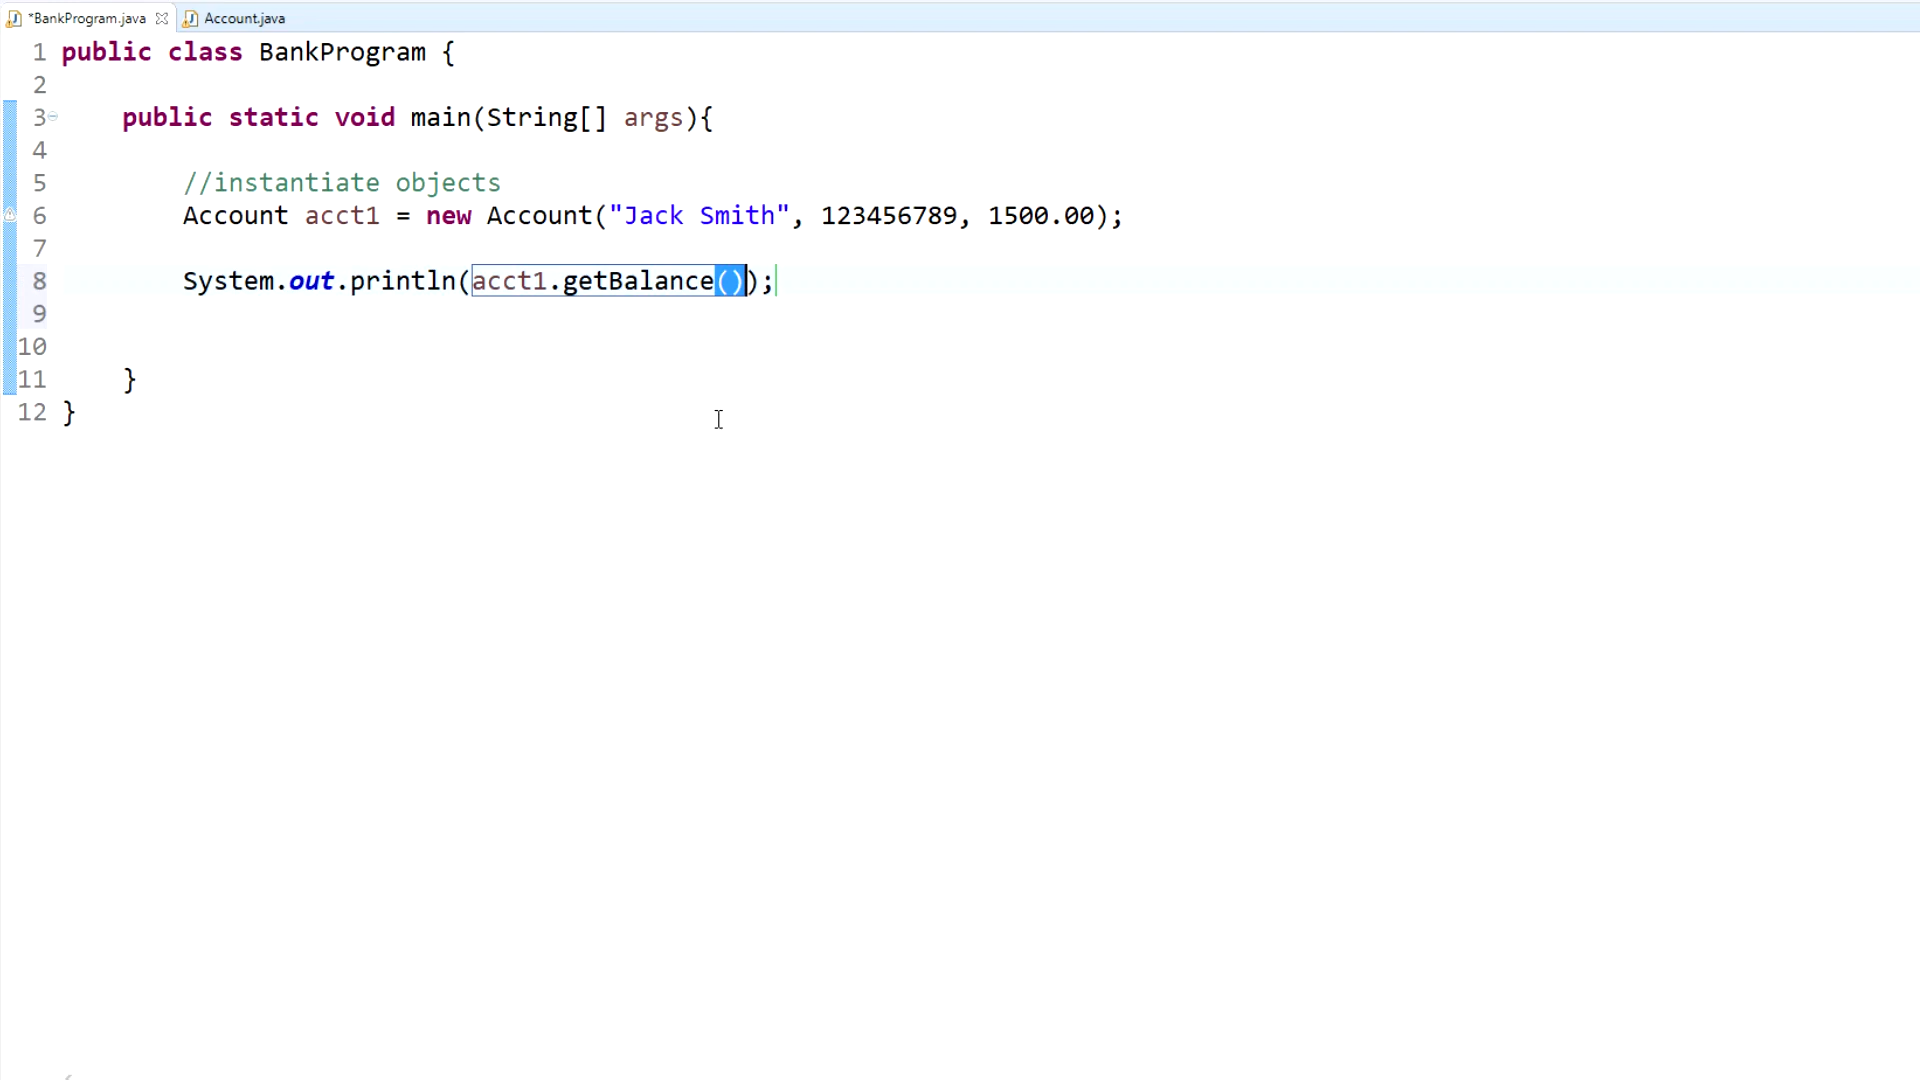 *BankProgram.java Account.java
1 public class BankProgram {
2
3 public static void main(String[] args){
4
5 //instantiate objects
6 Account acct1 = new Account("Jack Smith", 123456789, 1500.00);
7
8 System.out.println(acct1.getBalance());
9
10
11 }
12 }